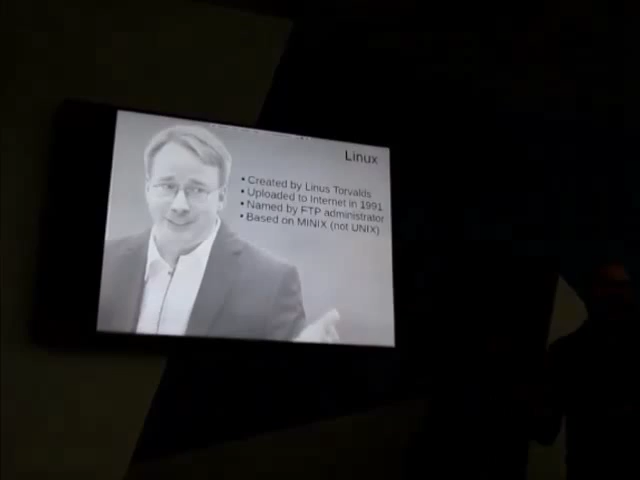 Linux
• Created by Linus Torvalds
• Uploaded to Internet in 1991
• Named by FTP administrator
• Based on MINIX (not UNIX)